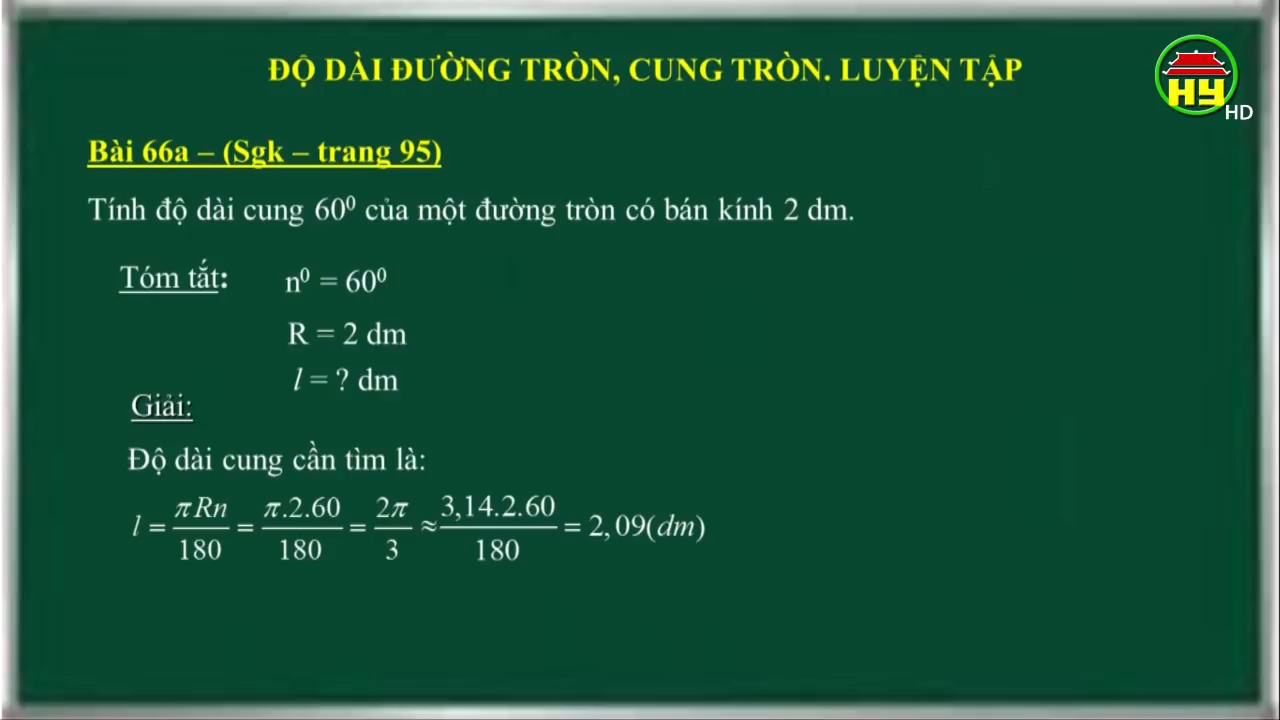 ĐỘ DÀI ĐƯỜNG TRÒN, CUNG TRÒN. LUYỆN TẬP
HY
HD
Bài 66a – (Sgk – trang 95)
Tính độ dài cung 60⁰ của một đường tròn có bán kính 2 dm.
Tóm tắt: n⁰ = 60⁰
R = 2 dm
l = ? dm
Giải:
Độ dài cung cần tìm là:
l = πRn/180 = π.2.60/180 = 2π/3 ≈ 3,14.2.60/180 = 2,09(dm)